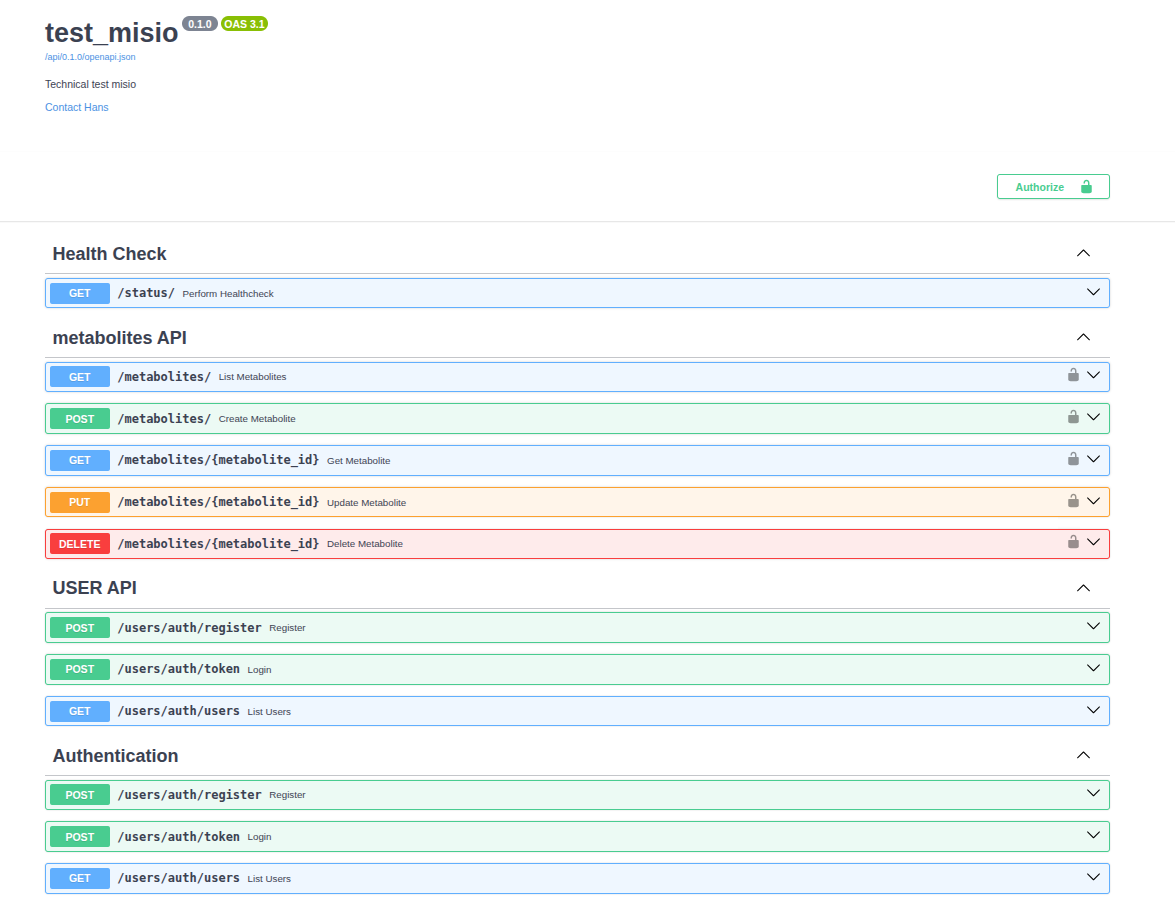 test_misio 0.1.0 OAS 3.1
/api/0.1.0/openapi.json
Technical test misio
Contact Hans
Authorize
Health Check
GET /status/ Perform Healthcheck
metabolites API
GET /metabolites/ List Metabolites
POST /metabolites/ Create Metabolite
GET /metabolites/{metabolite_id} Get Metabolite
PUT /metabolites/{metabolite_id} Update Metabolite
DELETE /metabolites/{metabolite_id} Delete Metabolite
USER API
POST /users/auth/register Register
POST /users/auth/token Login
GET /users/auth/users List Users
Authentication
POST /users/auth/register Register
POST /users/auth/token Login
GET /users/auth/users List Users